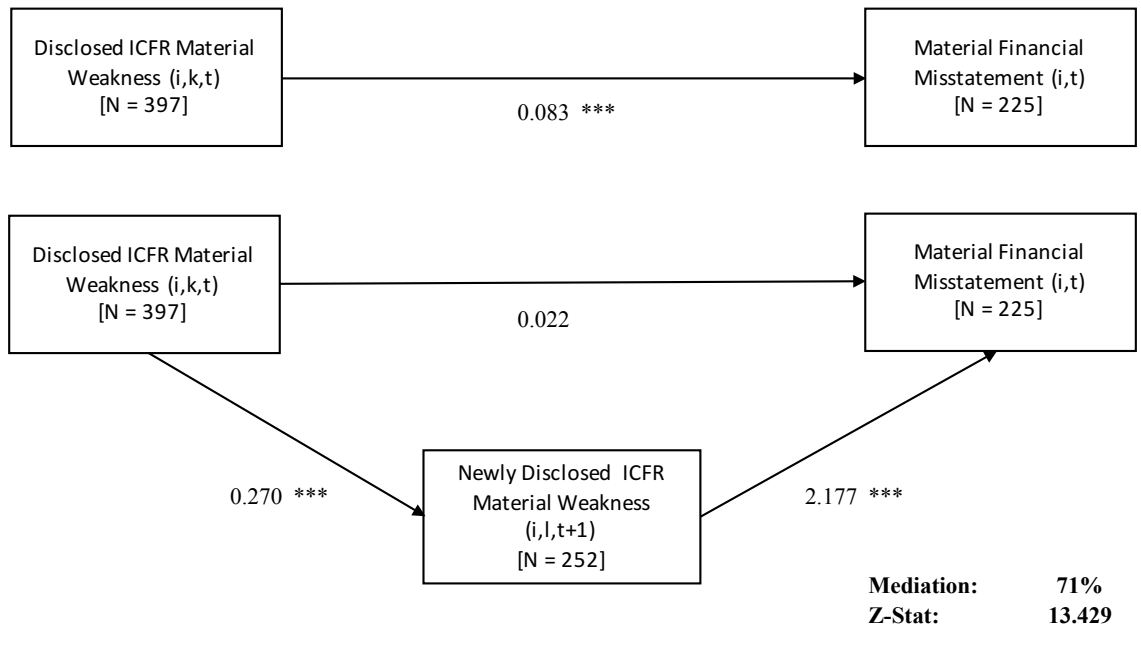 Disclosed ICFR Material
Weakness (i,k,t)
[N = 397]
0.083 ***
Material Financial
Misstatement (i,t)
[N = 225]
Disclosed ICFR Material
Weakness (i,k,t)
[N = 397]
0.022
Material Financial
Misstatement (i,t)
[N = 225]
0.270 ***
Newly Disclosed ICFR
Material Weakness
(i,l,t+1)
[N = 252]
2.177 ***
Mediation: 71%
Z-Stat: 13.429